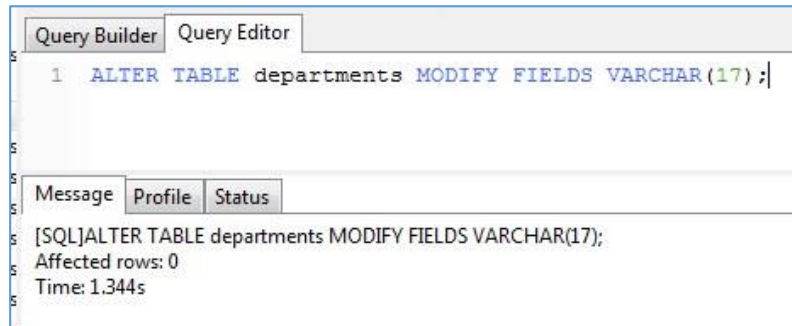 Query Builder Query Editor
1 ALTER TABLE departments MODIFY FIELDS VARCHAR(17);
Message Profile Status
[SQL]ALTER TABLE departments MODIFY FIELDS VARCHAR(17);
Affected rows: 0
Time: 1.344s